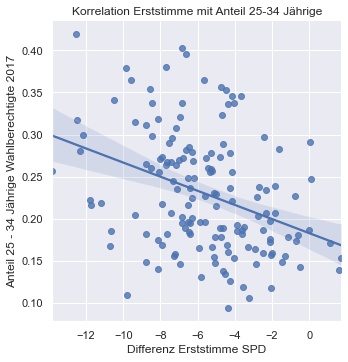 Korrelation Erststimme mit Anteil 25-34 Jährige
Anteil 25 - 34 Jährige Wahlberechtigte 2017
0.40
0.35
0.30
0.25
0.20
0.15
0.10
−12 −10 −8 −6 −4 −2 0
Differenz Erststimme SPD